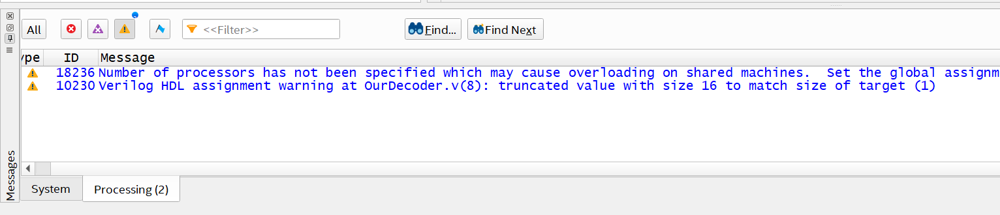 All
<<Filter>>
Find...
Find Next
ype ID Message
18236 Number of processors has not been specified which may cause overloading on shared machines.  Set the global assignm
10230 Verilog HDL assignment warning at OurDecoder.v(8): truncated value with size 16 to match size of target (1)
Messages
System
Processing (2)